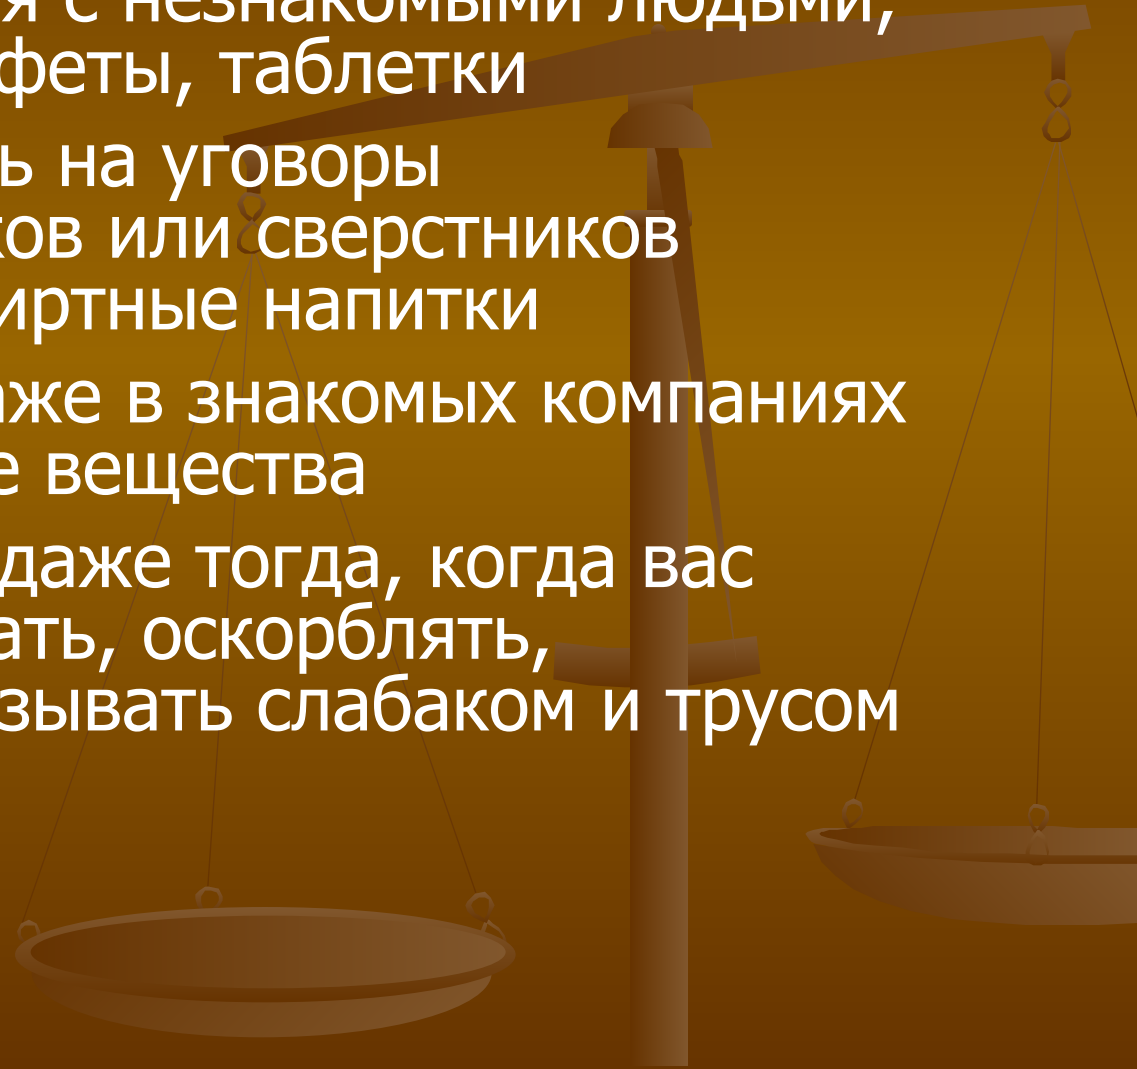 я с незнакомыми людьми,
феты, таблетки
ь на уговоры
ков или сверстников
иртные напитки
аже в знакомых компаниях
е вещества
даже тогда, когда вас
ать, оскорблять,
зывать слабаком и трусом